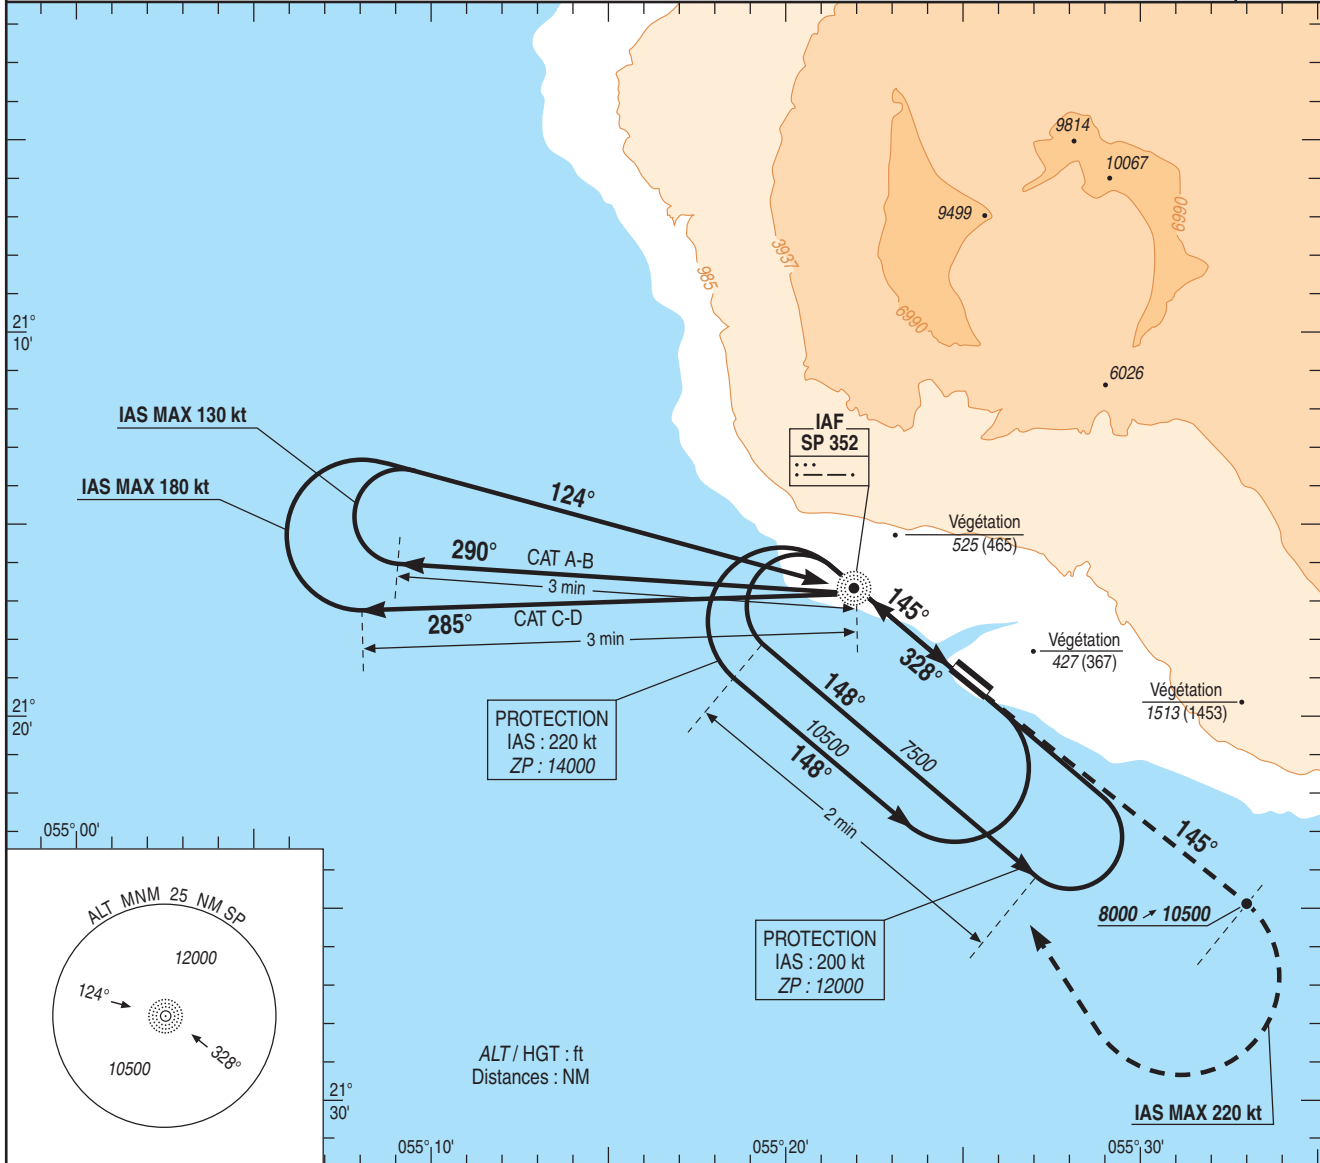 9814
10067
9499
6990
3937
985
6990
21°
10'
6026
IAS MAX 130 kt
IAF
SP 352
IAS MAX 180 kt
124°
Végétation
525 (465)
290°
CAT A-B
3 min
145°
285°
CAT C-D
3 min
328°
Végétation
427 (367)
148°
Végétation
1513 (1453)
PROTECTION
IAS : 220 kt
ZP : 14000
10500
7500
148°
21°
20'
2 min
055° 00'
145°
8000 ➚ 10500
PROTECTION
IAS : 200 kt
ZP : 12000
ALT MNM 25 NM SP
12000
124°
328°
10500
ALT / HGT : ft
Distances : NM
21°
30'
IAS MAX 220 kt
055° 10'
055° 20'
055° 30'